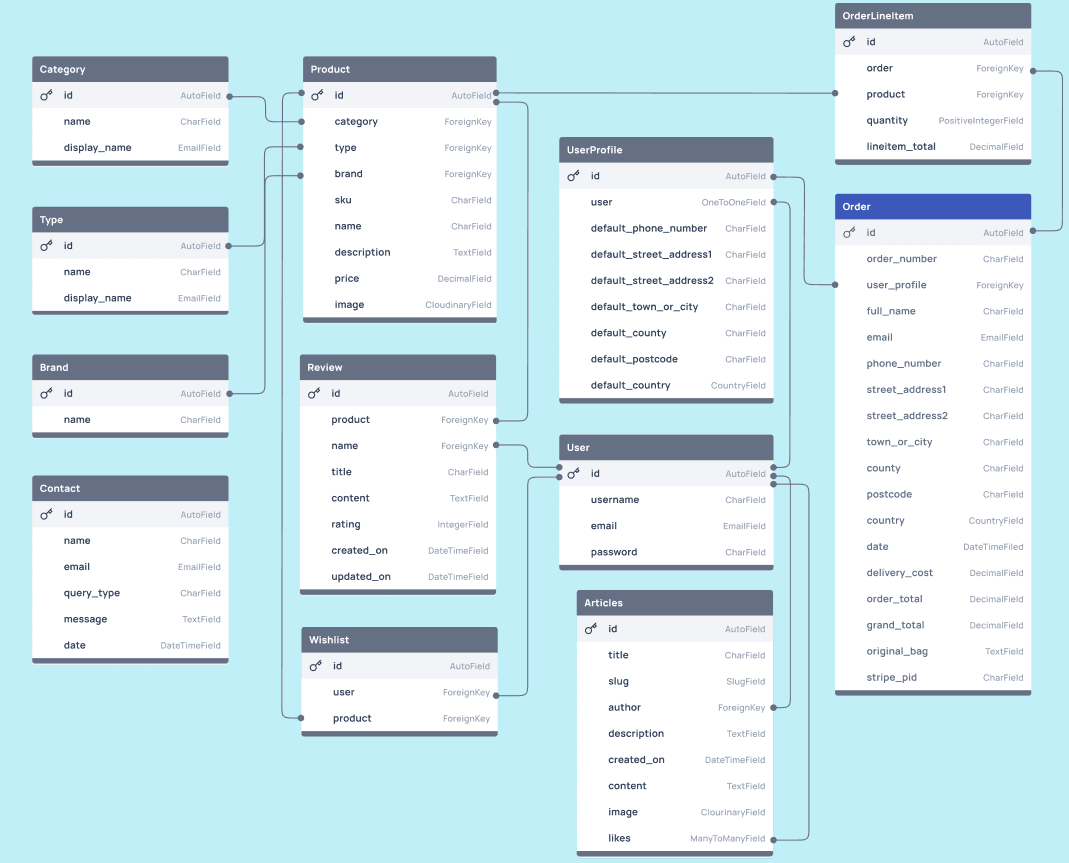 Category
id AutoField
name CharField
display_name EmailField
Type
id AutoField
name CharField
display_name EmailField
Brand
id AutoField
name CharField
Contact
id AutoField
name CharField
email EmailField
query_type CharField
message TextField
date DateTimeField
Product
id AutoField
category ForeignKey
type ForeignKey
brand ForeignKey
sku CharField
name CharField
description TextField
price DecimalField
image CloudinaryField
Review
id AutoField
product ForeignKey
name ForeignKey
title CharField
content TextField
rating IntegerField
created_on DateTimeField
updated_on DateTimeField
Wishlist
id AutoField
user ForeignKey
product ForeignKey
UserProfile
id AutoField
user OneToOneField
default_phone_number CharField
default_street_address1 CharField
default_street_address2 CharField
default_town_or_city CharField
default_county CharField
default_postcode CharField
default_country CountryField
User
id AutoField
username CharField
email EmailField
password CharField
Articles
id AutoField
title CharField
slug SlugField
author ForeignKey
description TextField
created_on DateTimeField
content TextField
image ClourinaryField
likes ManyToManyField
OrderLineItem
id AutoField
order ForeignKey
product ForeignKey
quantity PositiveIntegerField
lineitem_total DecimalField
Order
id AutoField
order_number CharField
user_profile ForeignKey
full_name CharField
email EmailField
phone_number CharField
street_address1 CharField
street_address2 CharField
town_or_city CharField
county CharField
postcode CharField
country CountryField
date DateTimeFiled
delivery_cost DecimalField
order_total DecimalField
grand_total DecimalField
original_bag TextField
stripe_pid CharField